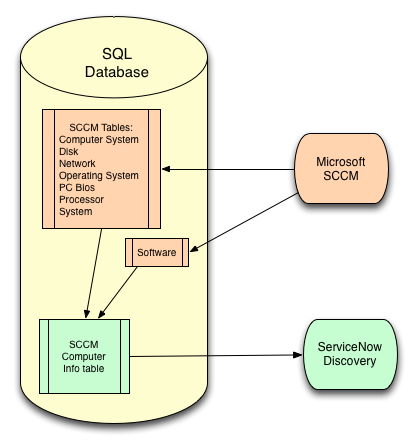 SQL
Database
SCCM Tables:
Computer System
Disk
Network
Operating System
PC Bios
Processor
System
Microsoft
SCCM
Software
SCCM
Computer
Info table
ServiceNow
Discovery